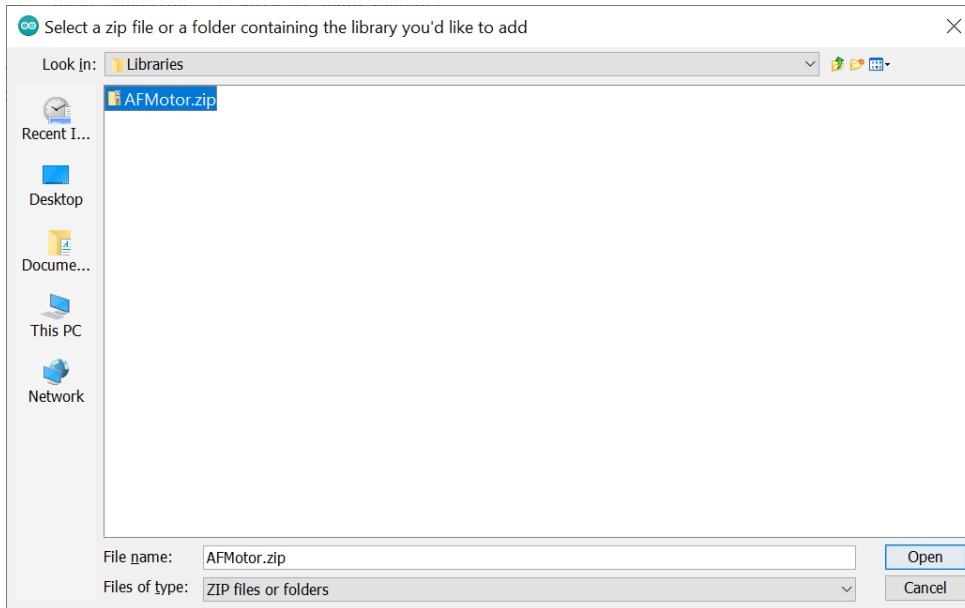 Select a zip file or a folder containing the library you'd like to add
Look in: Libraries
AFMotor.zip
Recent I...
Desktop
Docume...
This PC
Network
File name: AFMotor.zip Open
Files of type: ZIP files or folders Cancel